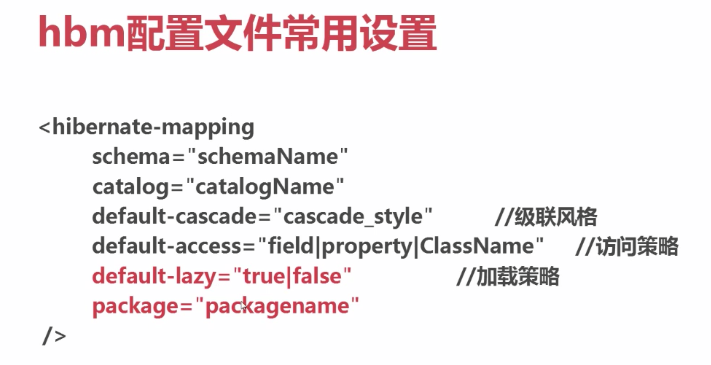 hbm配置文件常用设置
<hibernate-mapping
schema="schemaName"
catalog="catalogName"
default-cascade="cascade_style" //级联风格
default-access="field|property|ClassName" //访问策略
default-lazy="true|false" //加载策略
package="packagename"
/>